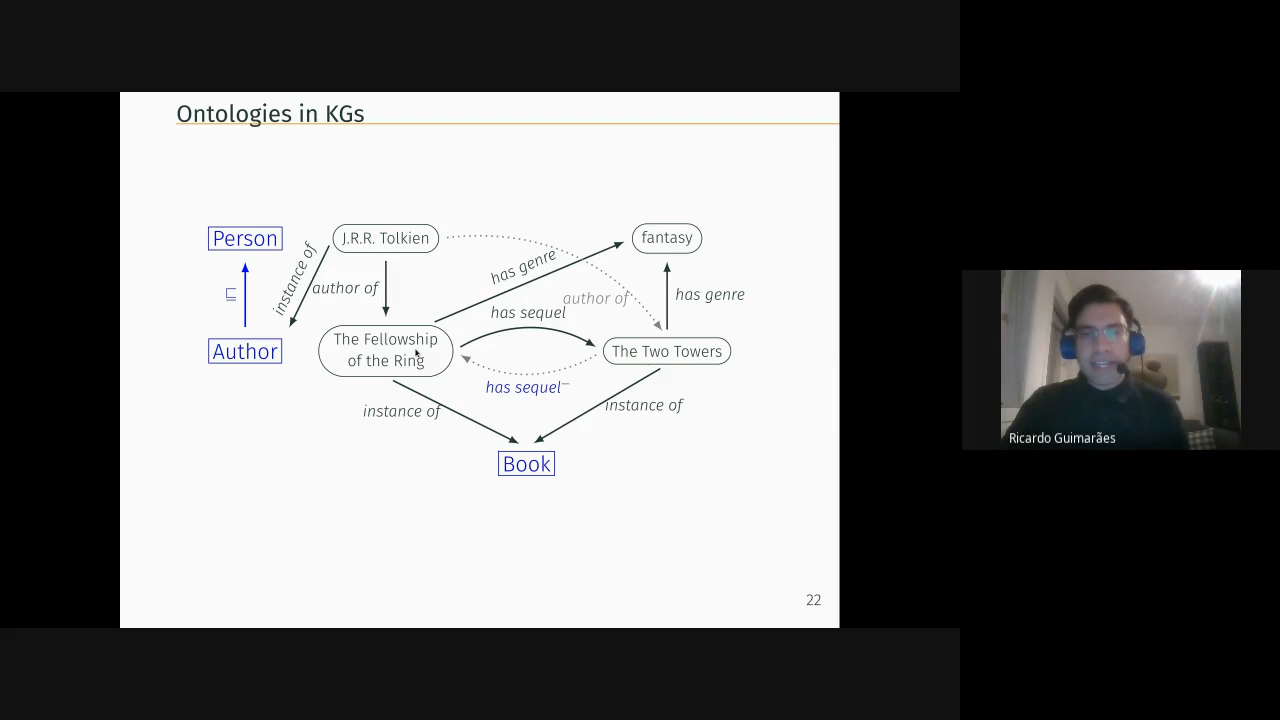 Ontologies in KGs
Person
J.R.R. Tolkien
fantasy
instance of
has genre
⊑
author of
author of
has genre
has sequel
The Fellowship
of the Ring
Author
The Two Towers
has sequel⁻
instance of
instance of
Ricardo Guimarães
Book
22